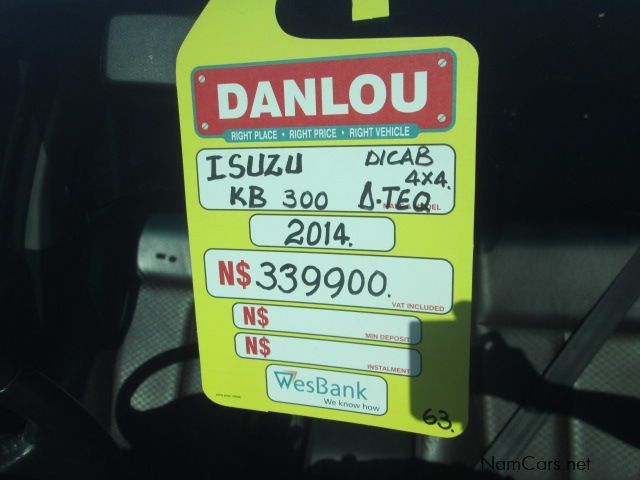 DANLOU
RIGHT PLACE • RIGHT PRICE • RIGHT VEHICLE
ISUZU DICAB
4X4.
KB 300 D.TEQ
MODEL
2014.
N$ 339900.
VAT INCLUDED
N$
MIN DEPOSIT
N$
INSTALMENT
WesBank
We know how
63.
NamCars.net